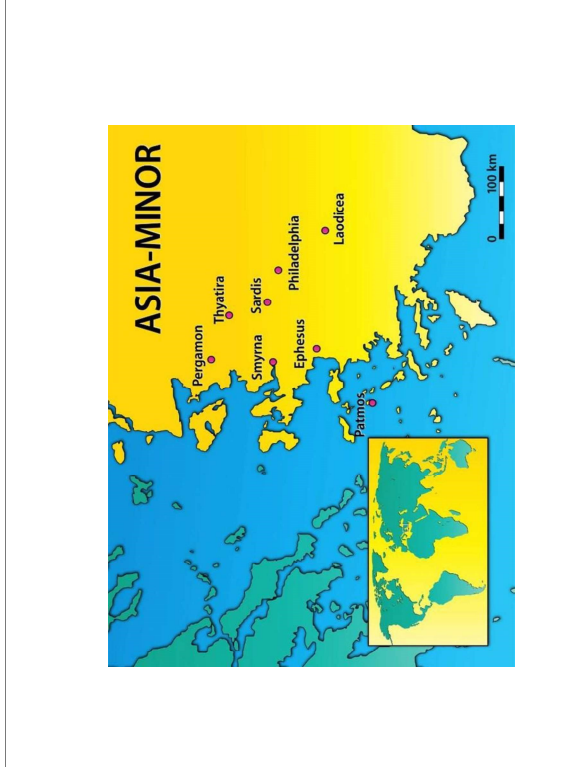 ASIA-MINOR
Pergamon
Thyatira
Smyrna
Sardis
Philadelphia
Ephesus
Laodicea
Patmos
0 100 km